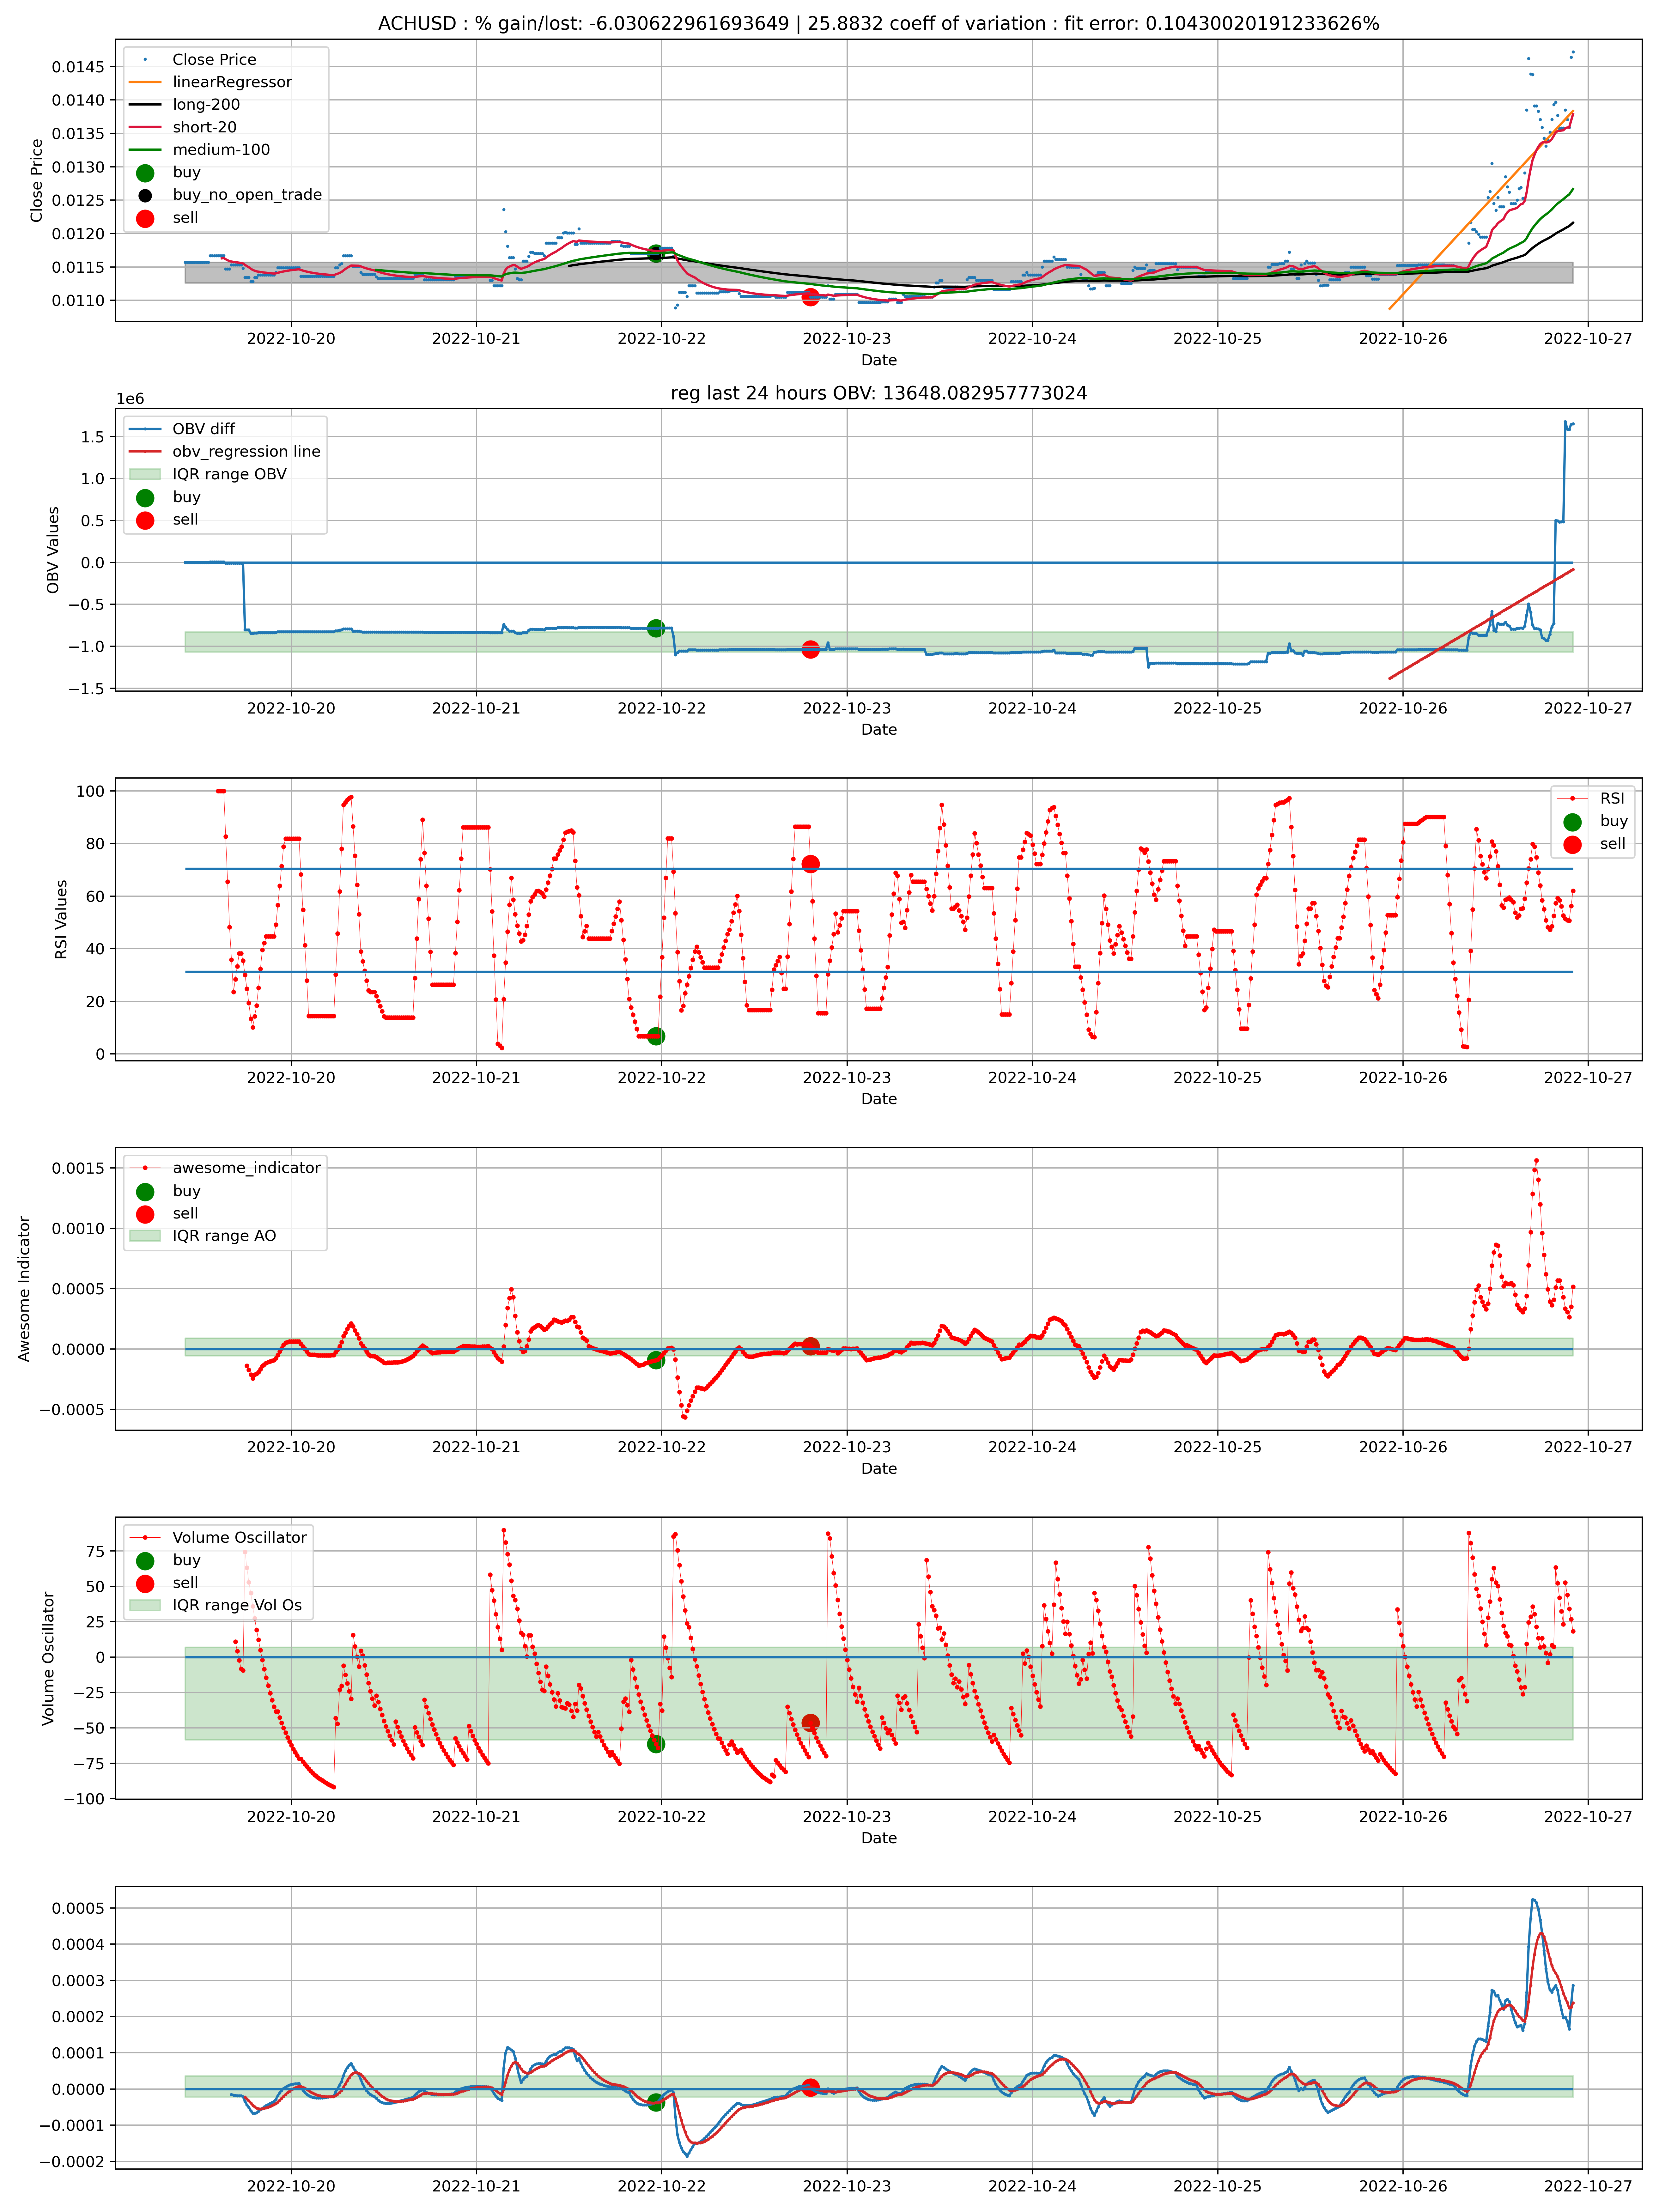 ACHUSD : % gain/lost: -6.030622961693649 | 25.8832 coeff of variation : fit error: 0.10430020191233626%
Close Price
0.0145
0.0140
0.0135
0.0130
0.0125
0.0120
0.0115
0.0110
Close Price
linearRegressor
long-200
short-20
medium-100
buy
buy_no_open_trade
sell
2022-10-20
2022-10-21
2022-10-22
2022-10-23
2022-10-24
2022-10-25
2022-10-26
2022-10-27
Date
reg last 24 hours OBV: 13648.082957773024
1e6
OBV Values
1.5
1.0
0.5
0.0
−0.5
−1.0
−1.5
OBV diff
obv_regression line
IQR range OBV
buy
sell
2022-10-20
2022-10-21
2022-10-22
2022-10-23
2022-10-24
2022-10-25
2022-10-26
2022-10-27
Date
RSI Values
100
80
60
40
20
0
RSI
buy
sell
2022-10-20
2022-10-21
2022-10-22
2022-10-23
2022-10-24
2022-10-25
2022-10-26
2022-10-27
Date
Awesome Indicator
0.0015
0.0010
0.0005
0.0000
−0.0005
awesome_indicator
buy
sell
IQR range AO
2022-10-20
2022-10-21
2022-10-22
2022-10-23
2022-10-24
2022-10-25
2022-10-26
2022-10-27
Date
Volume Oscillator
75
50
25
0
−25
−50
−75
−100
Volume Oscillator
buy
sell
IQR range Vol Os
2022-10-20
2022-10-21
2022-10-22
2022-10-23
2022-10-24
2022-10-25
2022-10-26
2022-10-27
Date
0.0005
0.0004
0.0003
0.0002
0.0001
0.0000
−0.0001
−0.0002
2022-10-20
2022-10-21
2022-10-22
2022-10-23
2022-10-24
2022-10-25
2022-10-26
2022-10-27